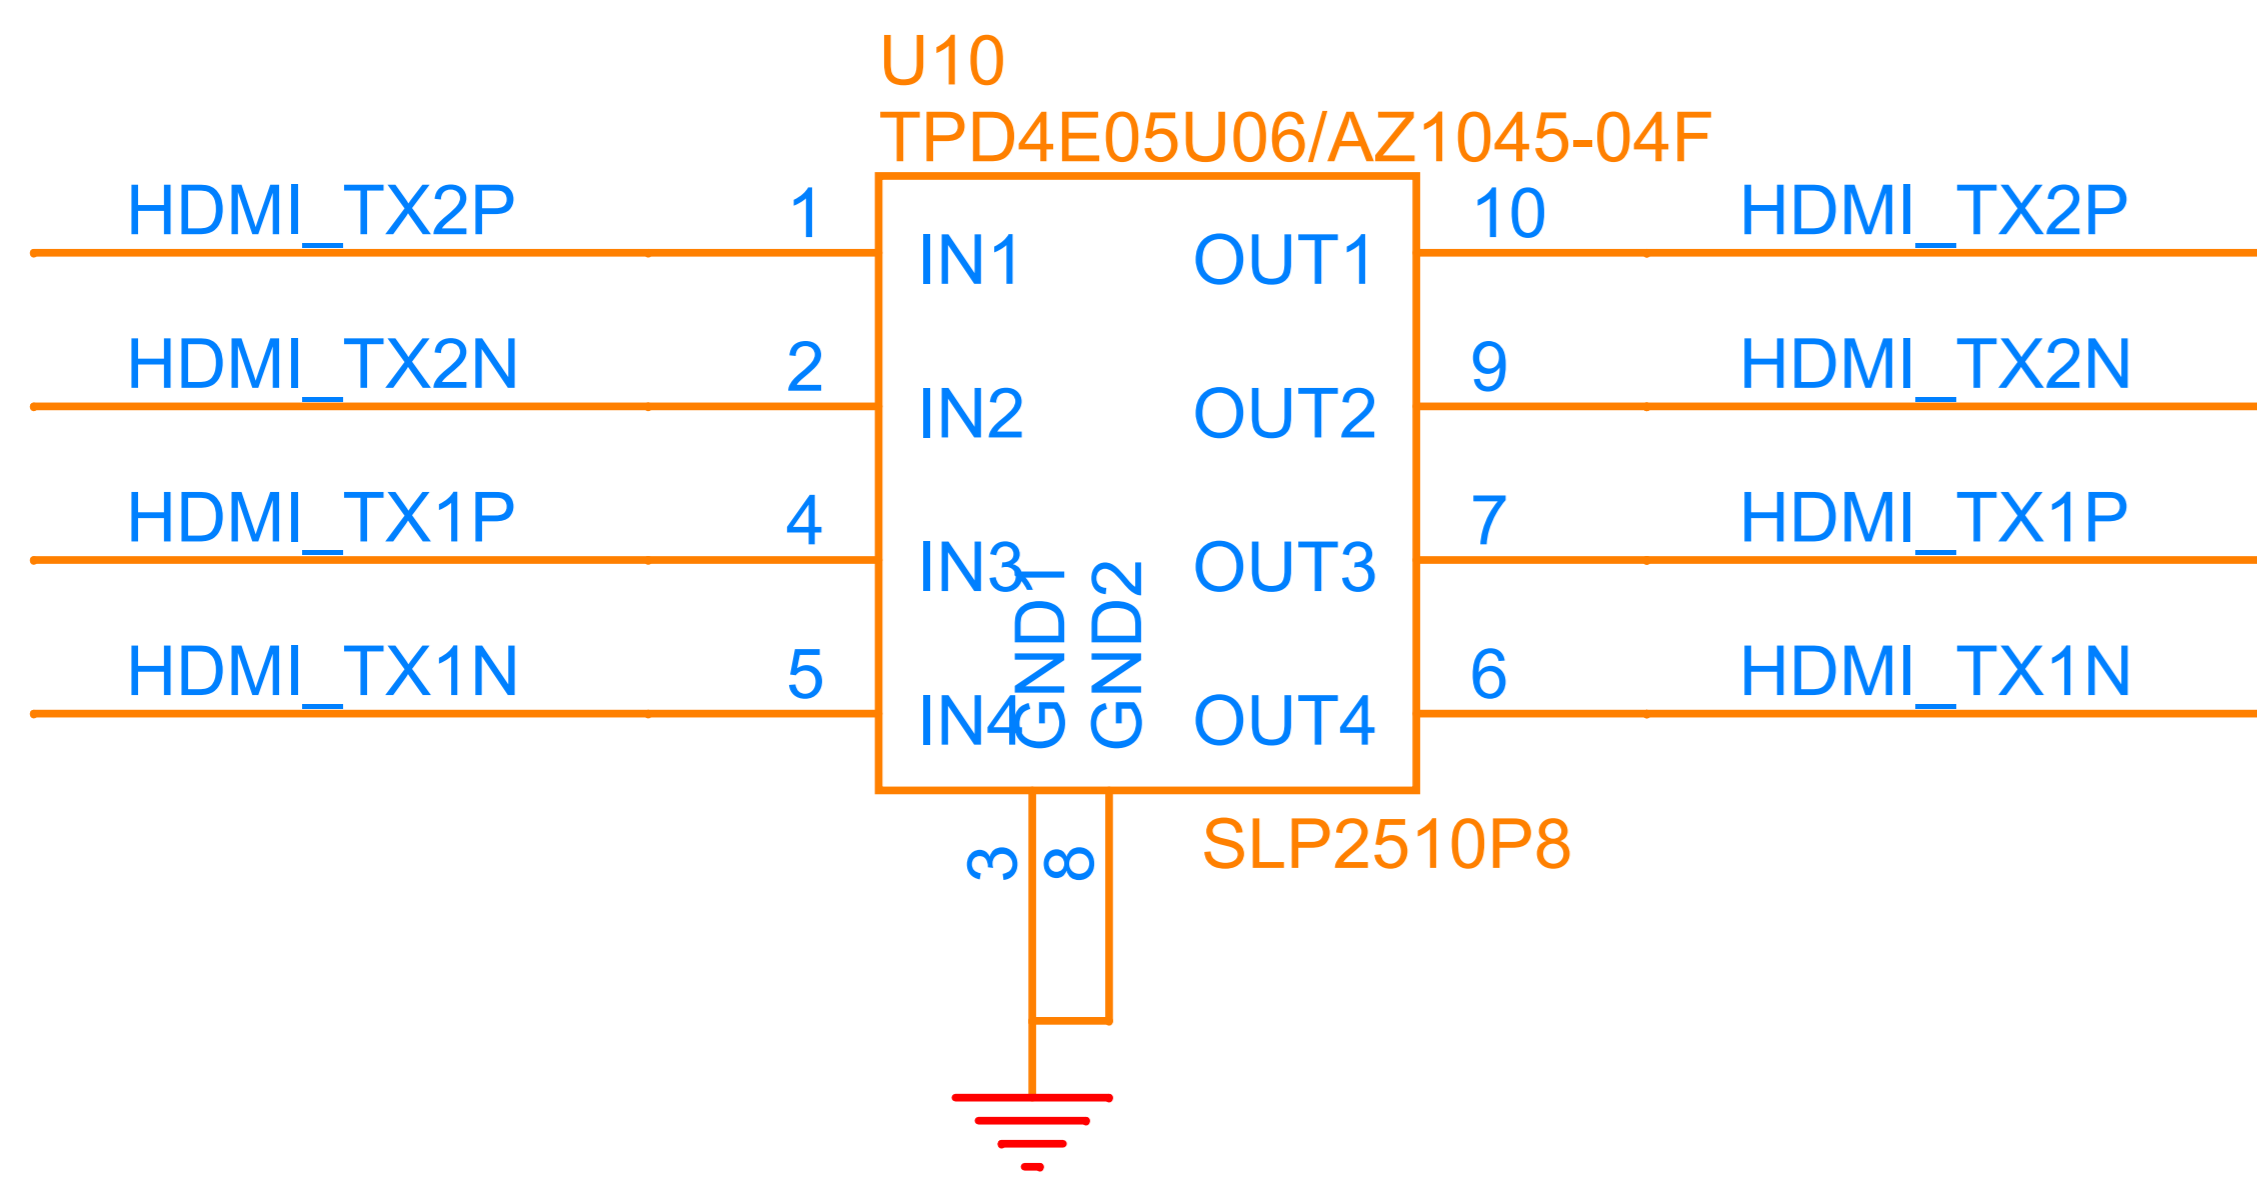 U10
TPD4E05U06/AZ1045-04F
HDMI_TX2P 1 IN1 OUT1 10 HDMI_TX2P
HDMI_TX2N 2 IN2 OUT2 9 HDMI_TX2N
HDMI_TX1P 4 IN3 OUT3 7 HDMI_TX1P
HDMI_TX1N 5 IN4 OUT4 6 HDMI_TX1N
GND1
GND2
3
8
SLP2510P8